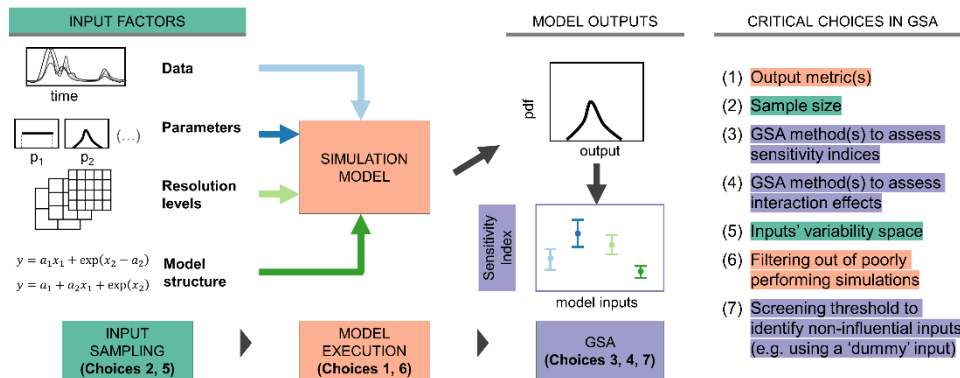 INPUT FACTORS
time
Data
p1
p2
(...)
Parameters
Resolution
levels
y = a1x1 + exp(x2 − a2)
y = a1 + a2x1 + exp(x2)
Model
structure
SIMULATION
MODEL
MODEL OUTPUTS
pdf
output
Sensitivity
Index
model inputs
INPUT
SAMPLING
(Choices 2, 5)
MODEL
EXECUTION
(Choices 1, 6)
GSA
(Choices 3, 4, 7)
CRITICAL CHOICES IN GSA
(1) Output metric(s)
(2) Sample size
(3) GSA method(s) to assess
sensitivity indices
(4) GSA method(s) to assess
interaction effects
(5) Inputs' variability space
(6) Filtering out of poorly
performing simulations
(7) Screening threshold to
identify non-influential inputs
(e.g. using a 'dummy' input)